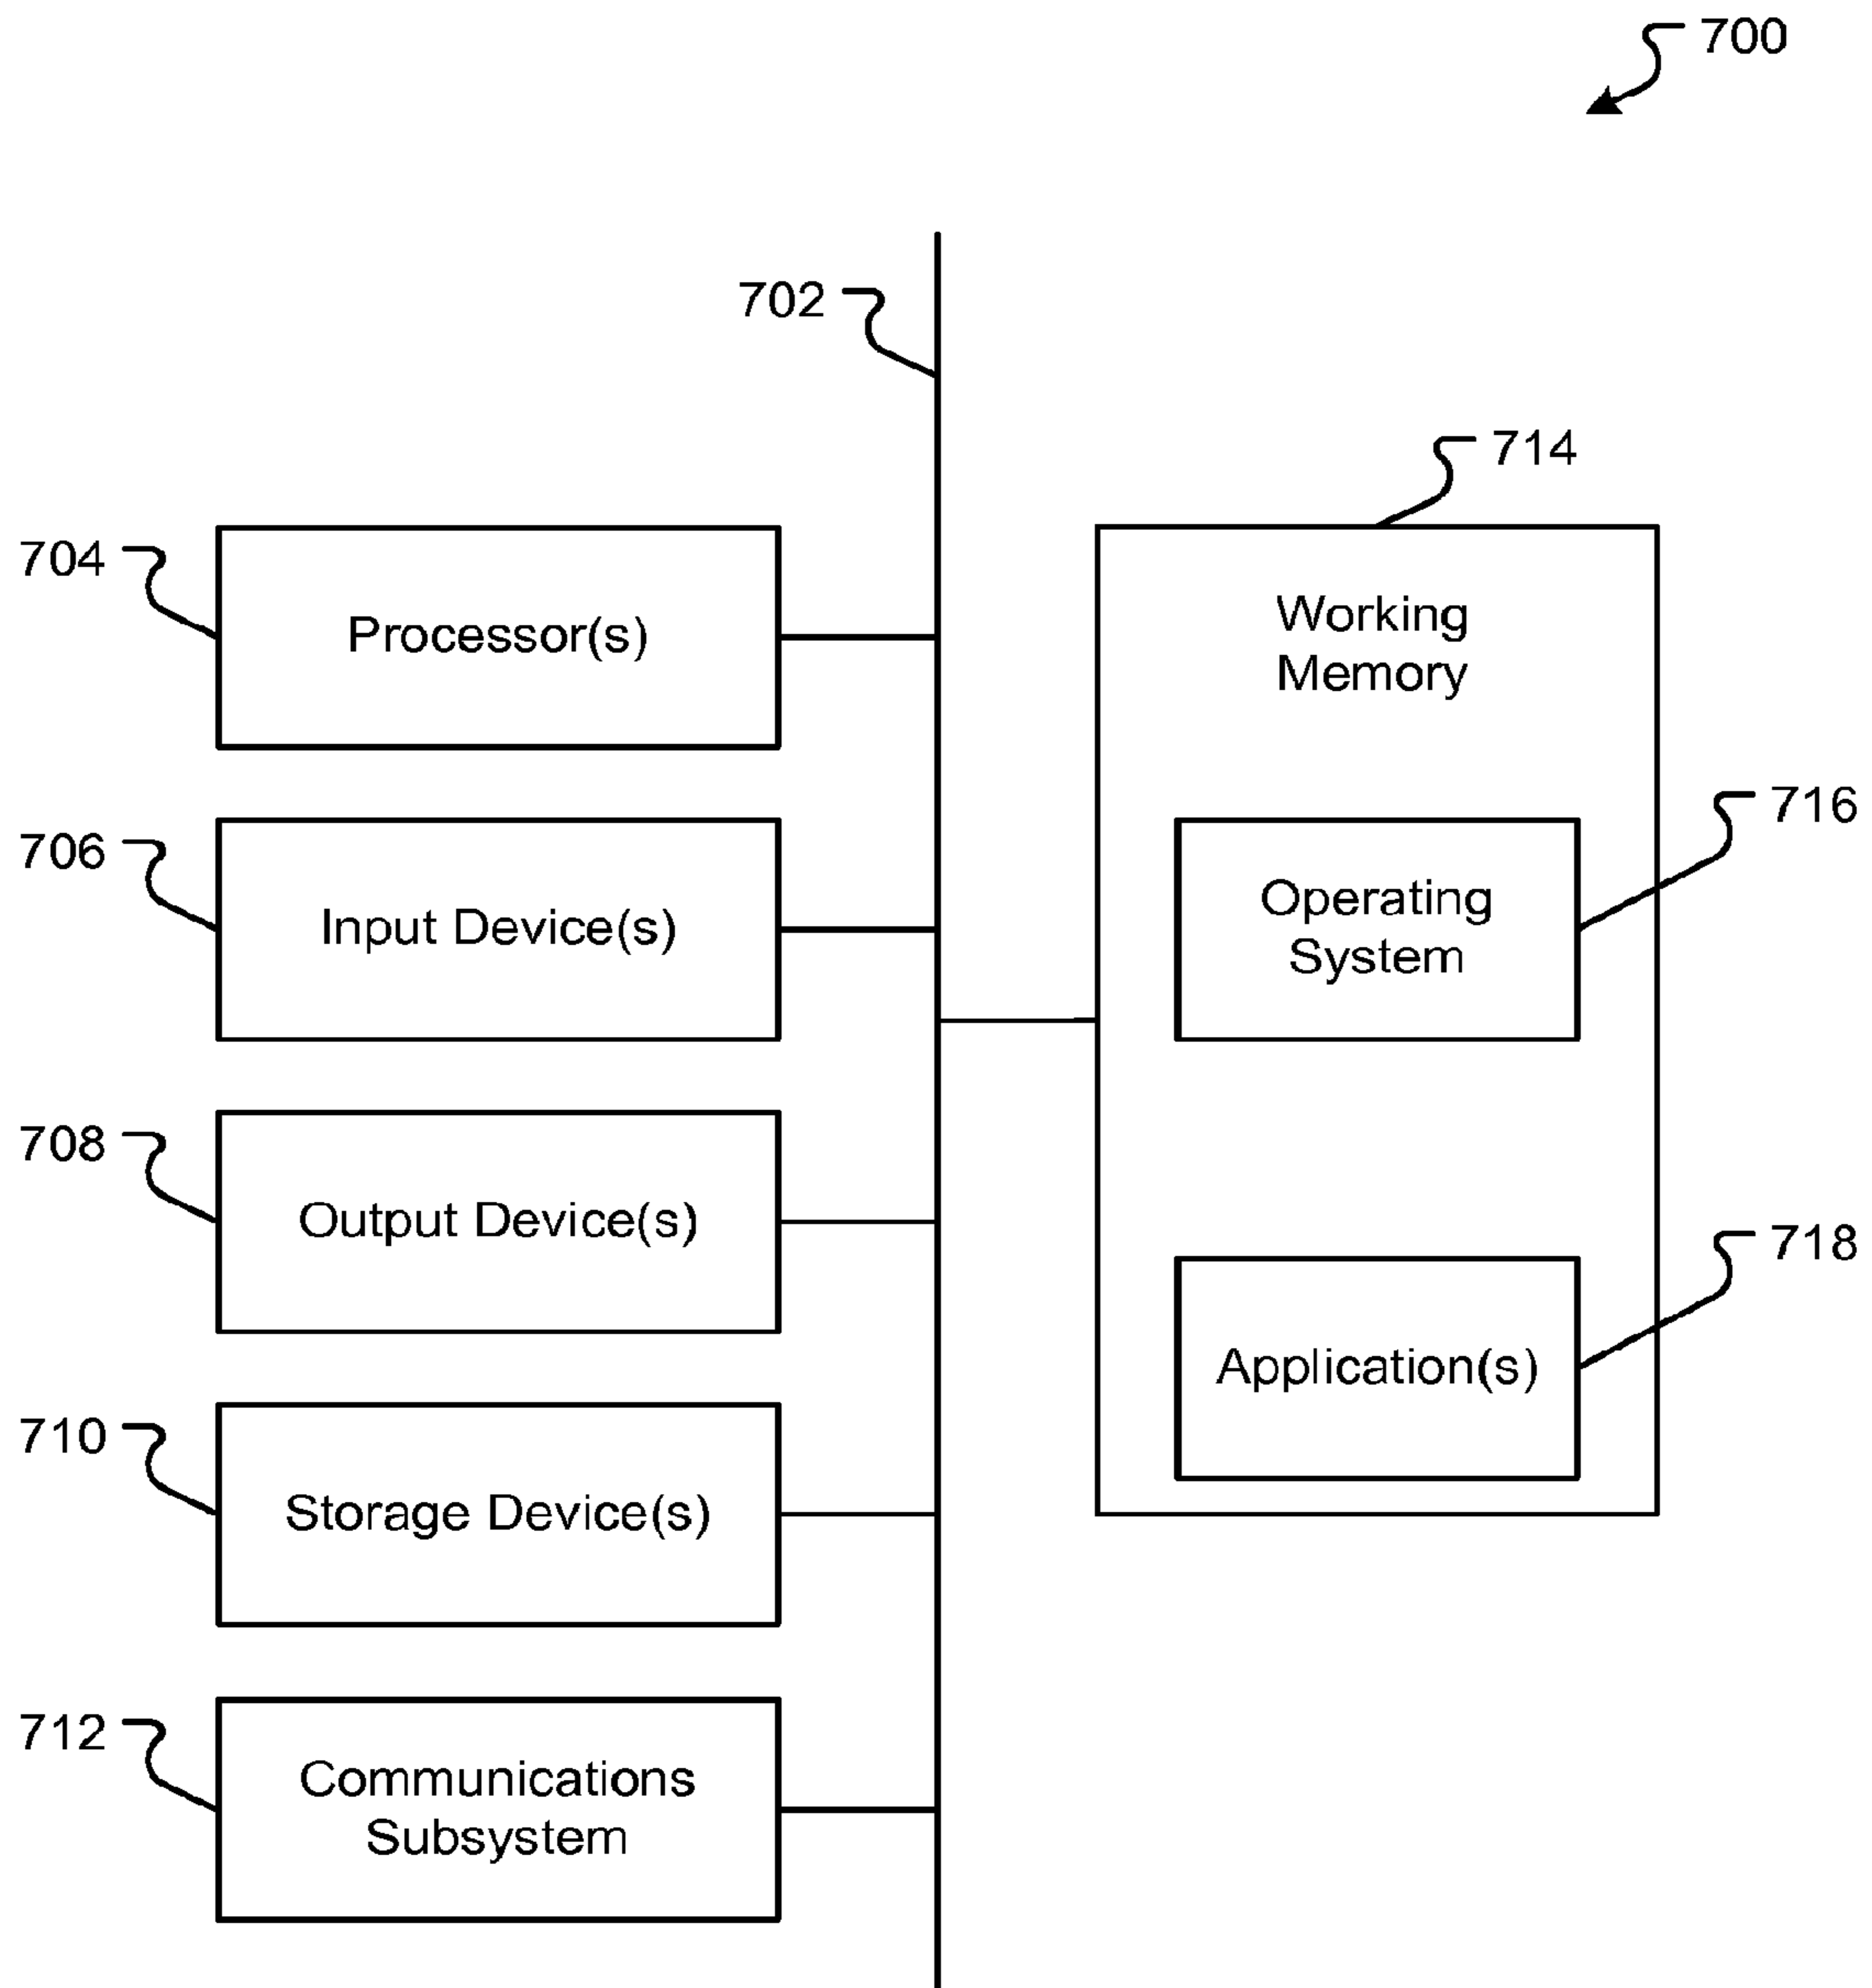 700
702
714
704
Processor(s)
Working
Memory
716
706
Input Device(s)
Operating
System
708
Output Device(s)
718
Application(s)
710
Storage Device(s)
712
Communications
Subsystem